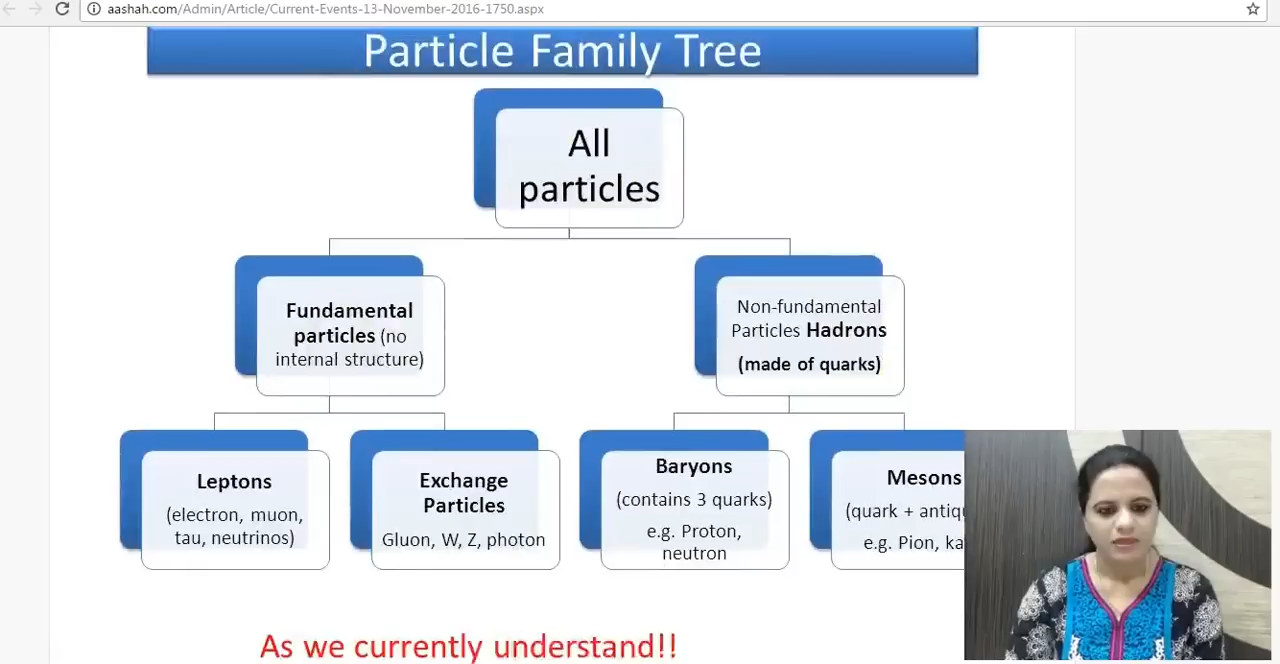 aashah.com/Admin/Article/Current-Events-13-November-2016-1750.aspx
Particle Family Tree
All
particles
Fundamental
particles (no
internal structure)
Non-fundamental
Particles Hadrons
(made of quarks)
Leptons
(electron, muon,
tau, neutrinos)
Exchange
Particles
Gluon, W, Z, photon
Baryons
(contains 3 quarks)
e.g. Proton,
neutron
Mesons
(quark +
e.g. Pion,
As we currently understand!!